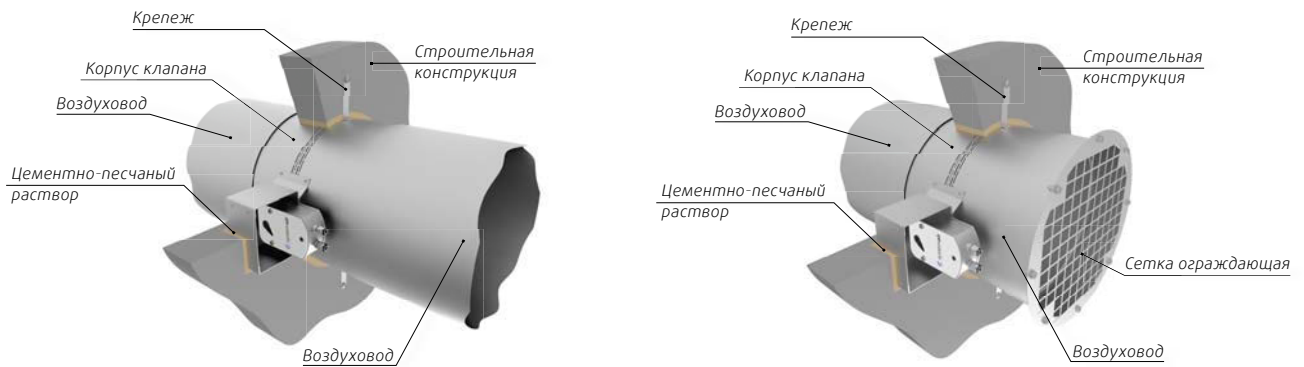 Крепеж
Строительная
конструкция
Корпус клапана
Воздуховод
Цементно-песчаный
раствор
Воздуховод
Крепеж
Строительная
конструкция
Корпус клапана
Воздуховод
Цементно-песчаный
раствор
Сетка ограждающая
Воздуховод